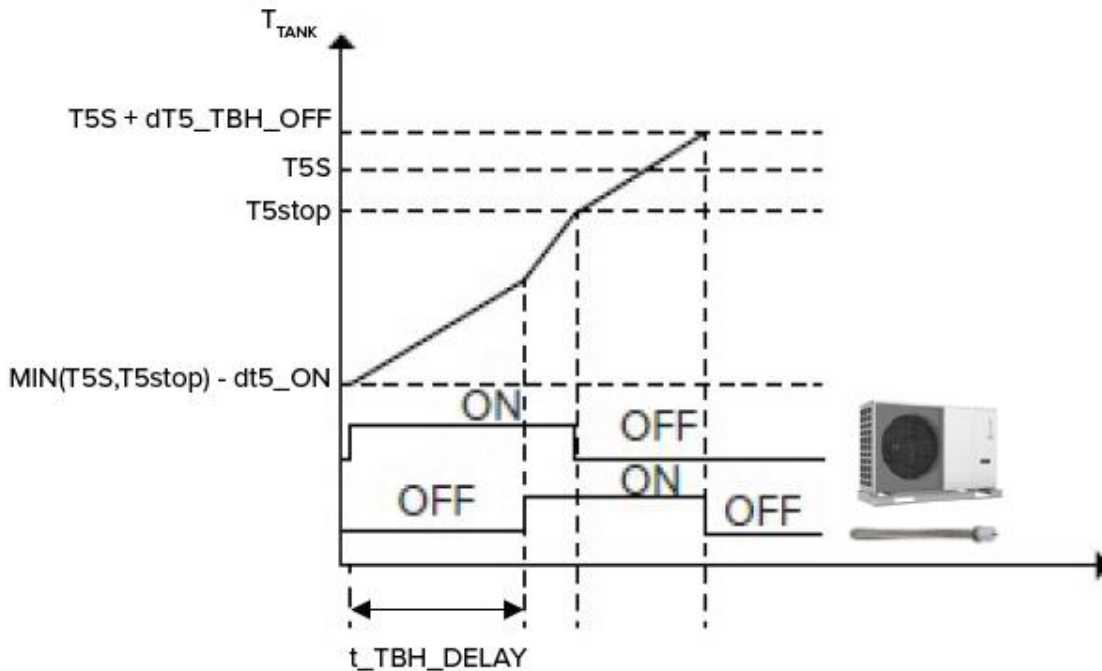 T_TANK
T5S + dT5_TBH_OFF
T5S
T5stop
MIN(T5S,T5stop) - dt5_ON
ON
OFF
OFF
ON
OFF
t_TBH_DELAY